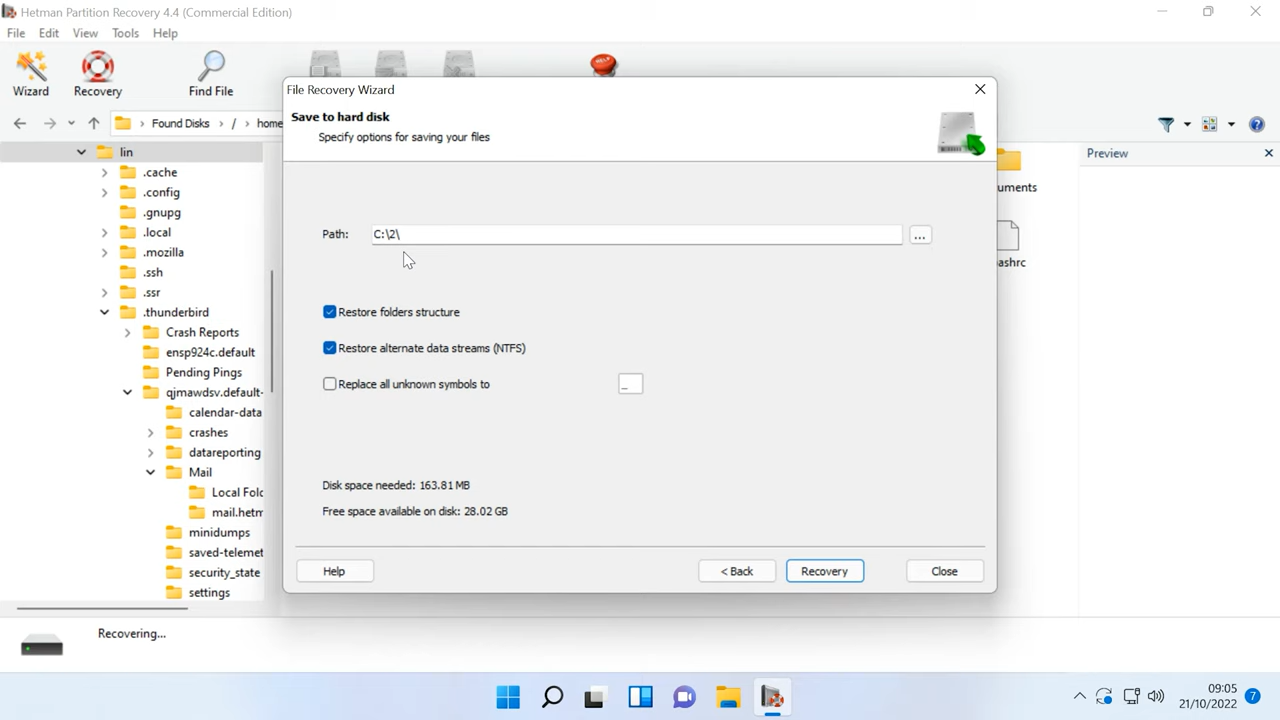 Hetman Partition Recovery 4.4 (Commercial Edition)
File Edit View Tools Help
Wizard Recovery Find File HELP
Found Disks / home
File Recovery Wizard
Save to hard disk
Specify options for saving your files
Path: C:\2\ ...
Restore folders structure
Restore alternate data streams (NTFS)
Replace all unknown symbols to _
Disk space needed: 163.81 MB
Free space available on disk: 28.02 GB
Help < Back Recovery Close
lin
.cache
.config
.gnupg
.local
.mozilla
.ssh
.ssr
.thunderbird
Crash Reports
ensp924c.default
Pending Pings
qjmawdsv.default-
calendar-data
crashes
datareporting
Mail
Local Fold
mail.hetm
minidumps
saved-telemet
security_state
settings
uments
ashrc
Preview
Recovering...
09:05
21/10/2022 7